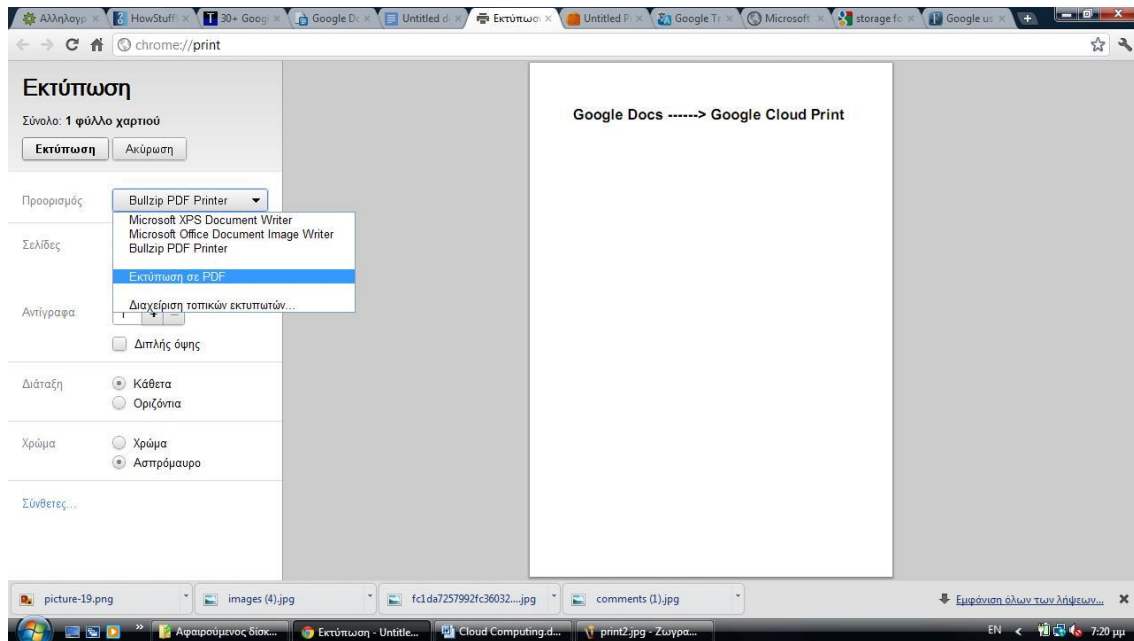 Αλληλογρ
HowStuff
30+ Googl
Google Do
Untitled d
Εκτύπωσ
Untitled P
Google Tr
Microsoft
storage fo
Google us
chrome://print
Εκτύπωση
Σύνολο: 1 φύλλο χαρτιού
Εκτύπωση Ακύρωση
Προορισμός Bullzip PDF Printer
Microsoft XPS Document Writer
Microsoft Office Document Image Writer
Bullzip PDF Printer
Εκτύπωση σε PDF
Διαχείριση τοπικών εκτυπωτών...
Σελίδες
Αντίγραφα 1 + −
Διπλής όψης
Διάταξη Κάθετα
Οριζόντια
Χρώμα Χρώμα
Ασπρόμαυρο
Σύνθετες...
Google Docs ------> Google Cloud Print
picture-19.png images (4).jpg fc1da7257992fc36032....jpg comments (1).jpg Εμφάνιση όλων των λήψεων...
Αφαιρούμενος δίσκ... Εκτύπωση - Untitle... Cloud Computing.d... print2.jpg - Ζωγρα... EN 7:20 μμ